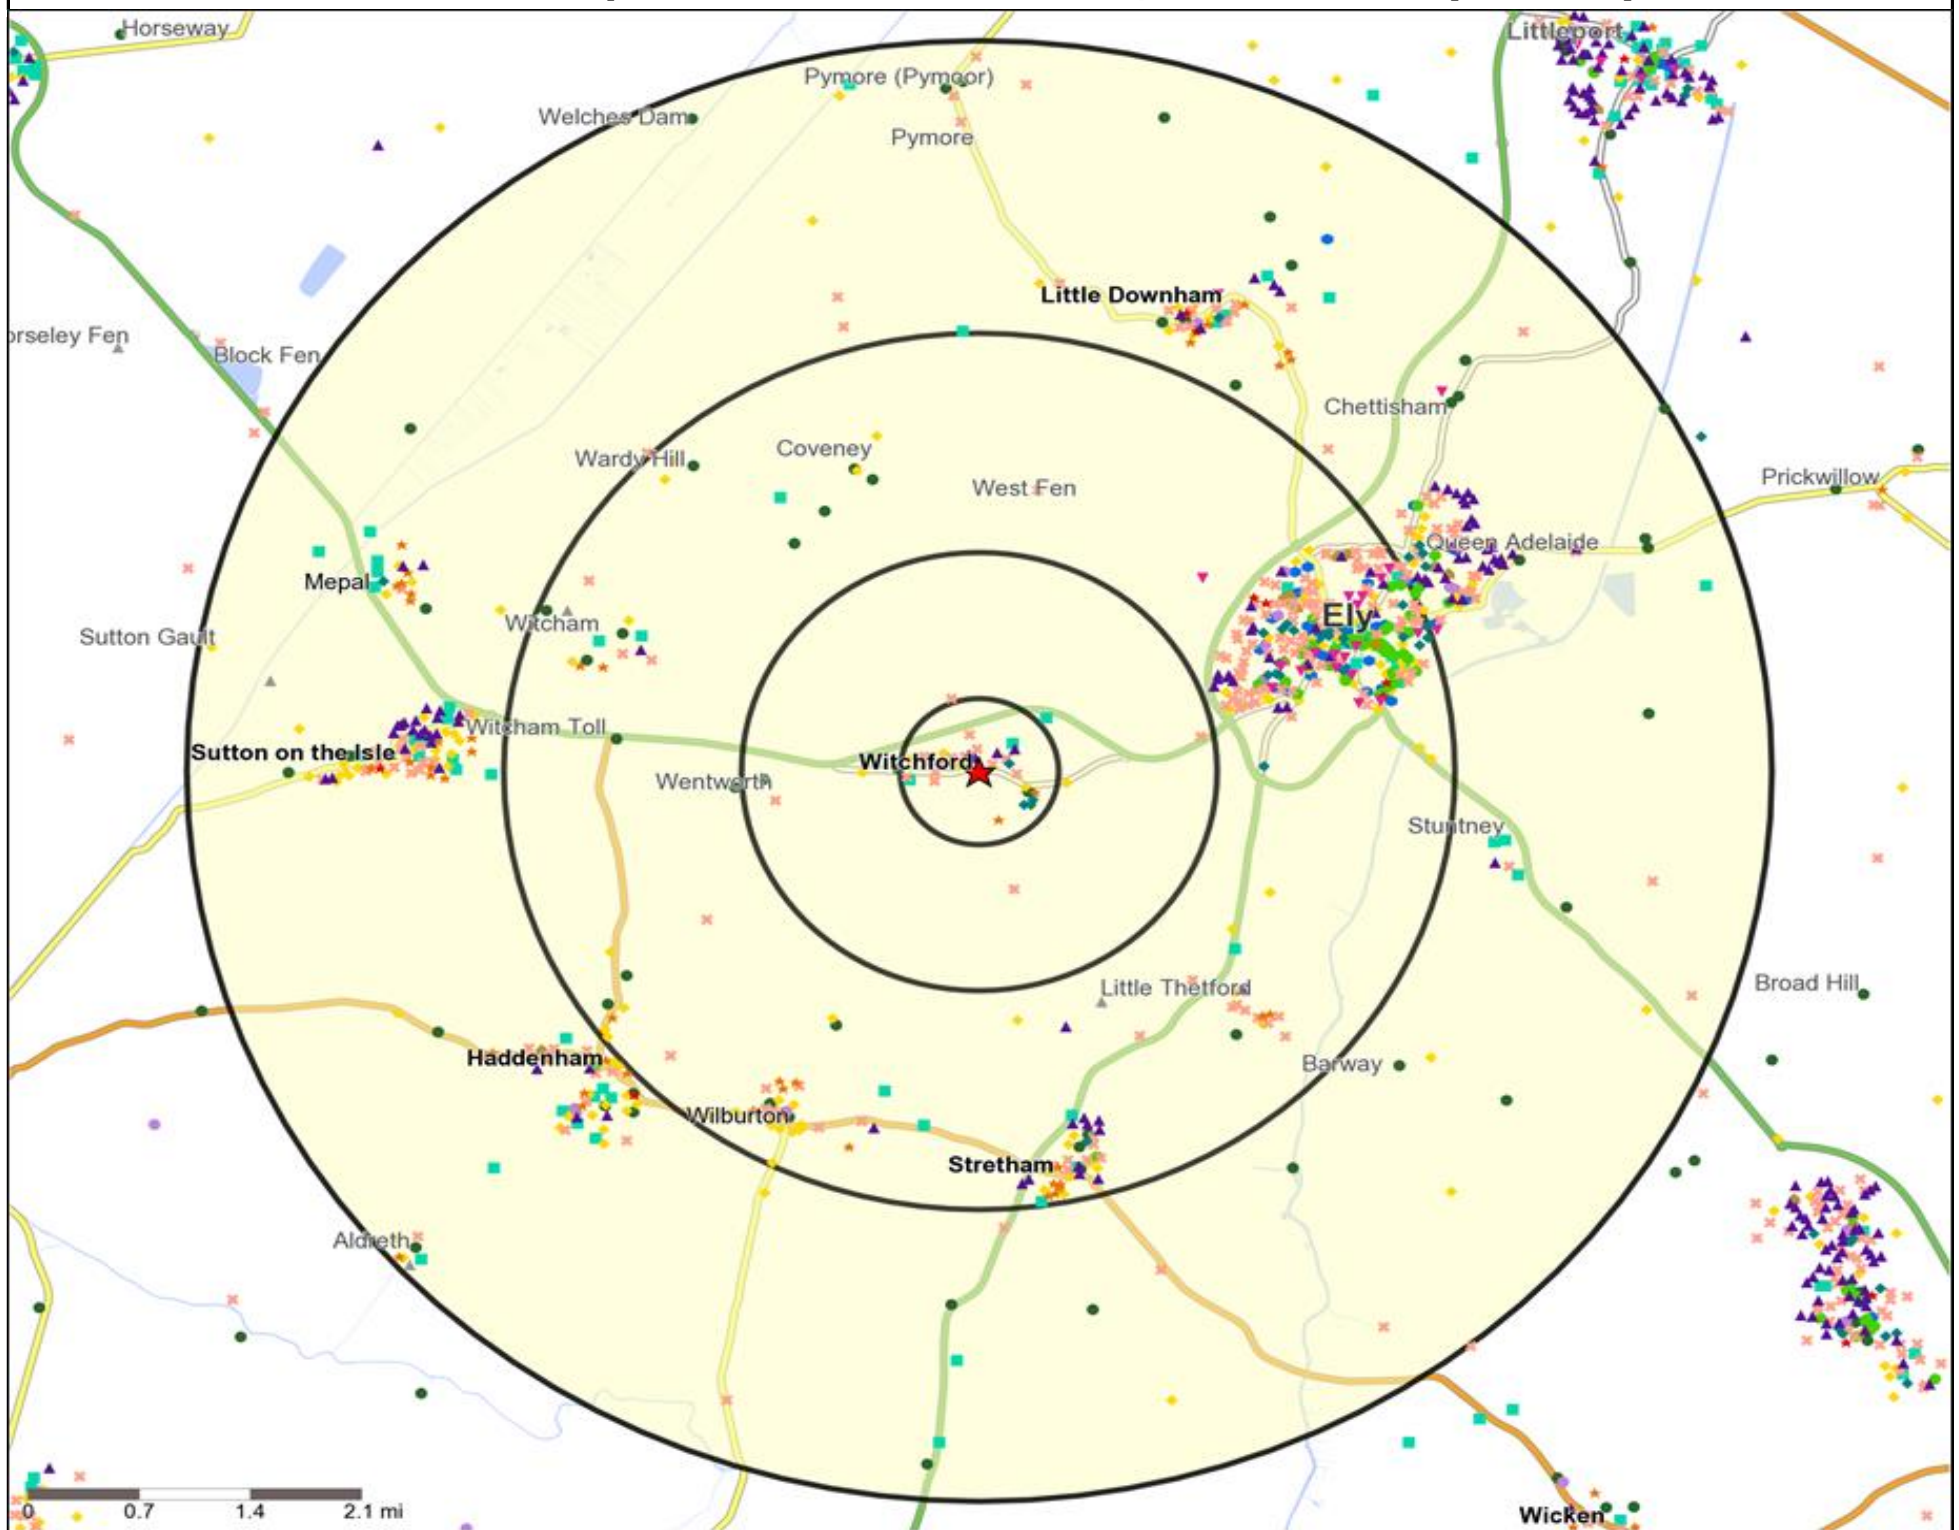 Horseway
Littleport
Pymore (Pymoor)
Welches Dam
Pymore
Little Downham
Block Fen
Chettisham
Coveney
Wardy Hill
West Fen
Prickwillow
Queen Adelaide
Mepal
Ely
Witcham
Sutton Gault
Witcham Toll
Sutton on the Isle
Witchford
Wentworth
Stuntney
Little Thetford
Broad Hill
Haddenham
Barway
Wilburton
Stretham
Aldreth
0 0.7 1.4 2.1 mi
Wicken